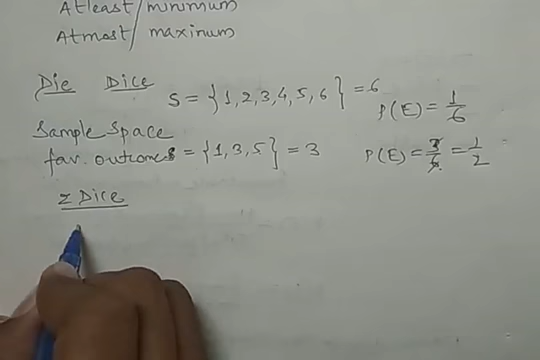 Atleast/minimum
Atmost/maxinum
Die Dice S = {1,2,3,4,5,6} = 6 P(E) = 1/6
Sample Space
fav. outcomes = {1,3,5} = 3 P(E) = 3/6 = 1/2
2 Dice